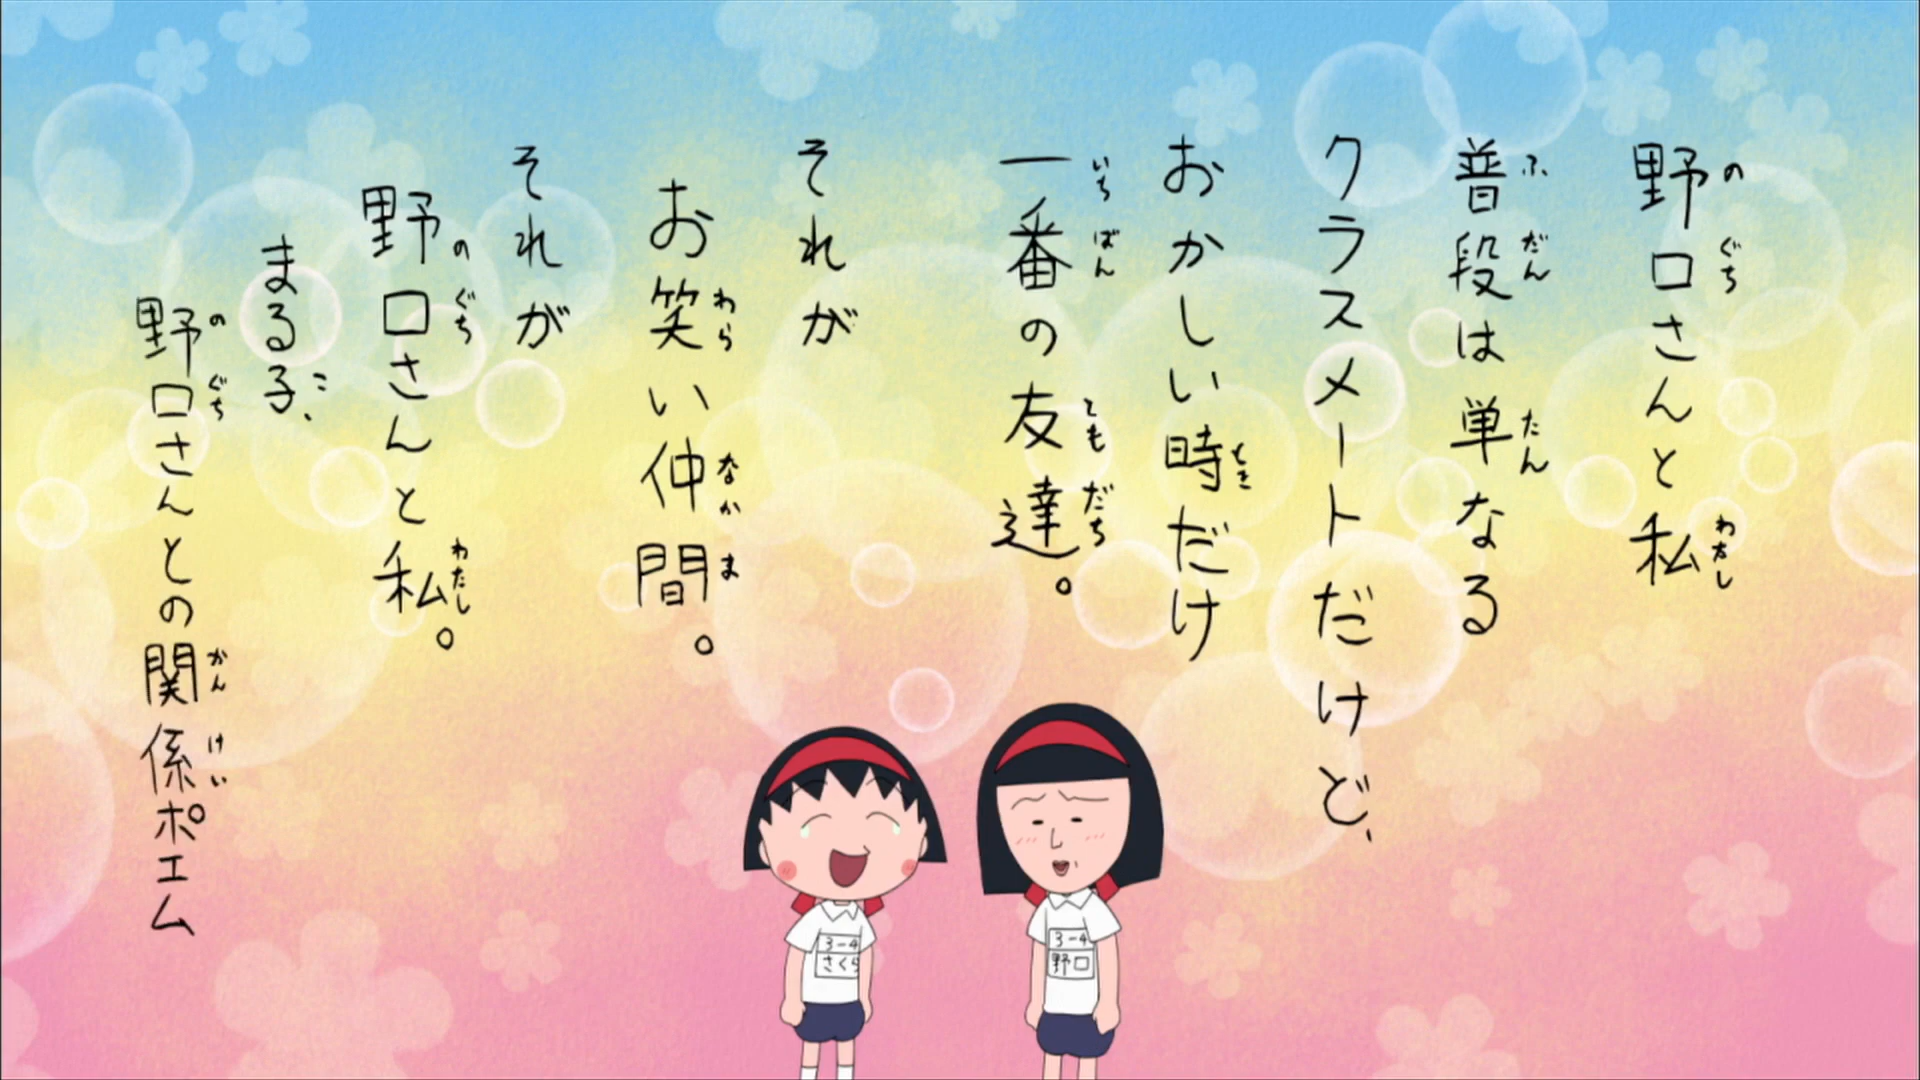 野口さんと私
普段は単なる
クラスメートだけど、
おかしい時だけ
一番の友達。
それが
お笑い仲間。
それが
野口さんと私。
まる子、
野口さんとの関係ポエム
3-4
さくら
3-4
野口